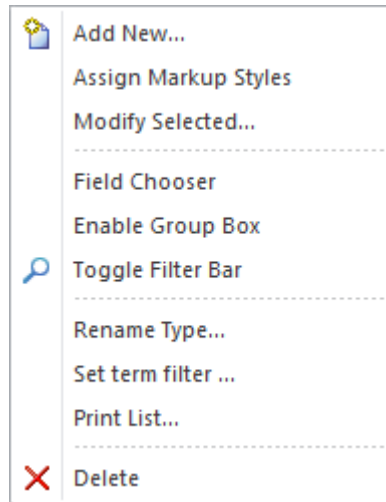 Add New...
Assign Markup Styles
Modify Selected...
Field Chooser
Enable Group Box
Toggle Filter Bar
Rename Type...
Set term filter ...
Print List...
Delete